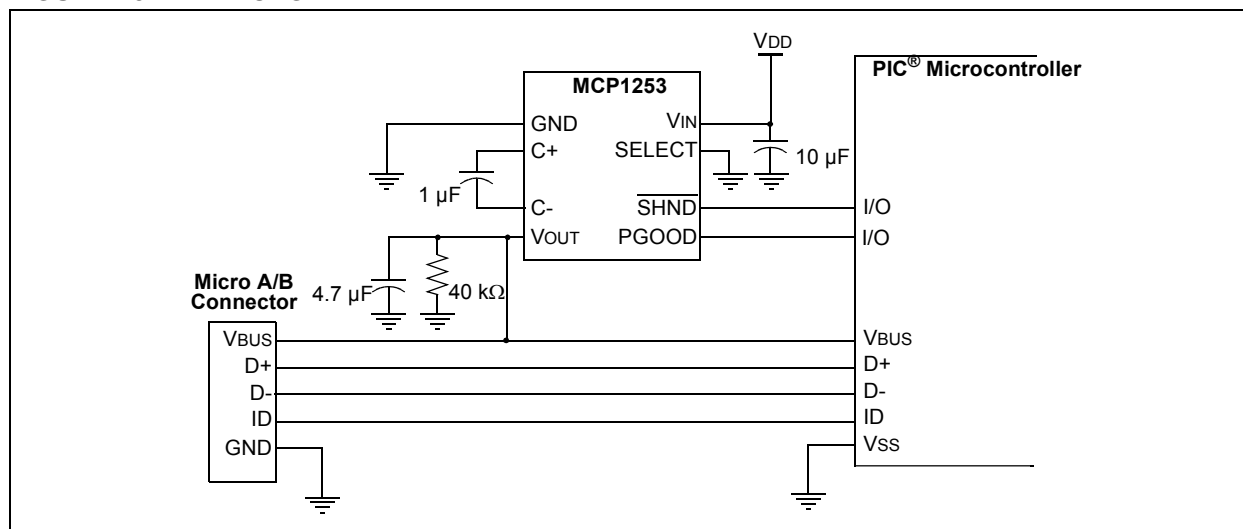 VDD
PIC® Microcontroller
MCP1253
GND
VIN
C+
SELECT
10 µF
1 µF
C-
SHND
I/O
VOUT
PGOOD
I/O
Micro A/B
Connector
4.7 µF
40 kΩ
VBUS
VBUS
D+
D+
D-
D-
ID
ID
GND
VSS